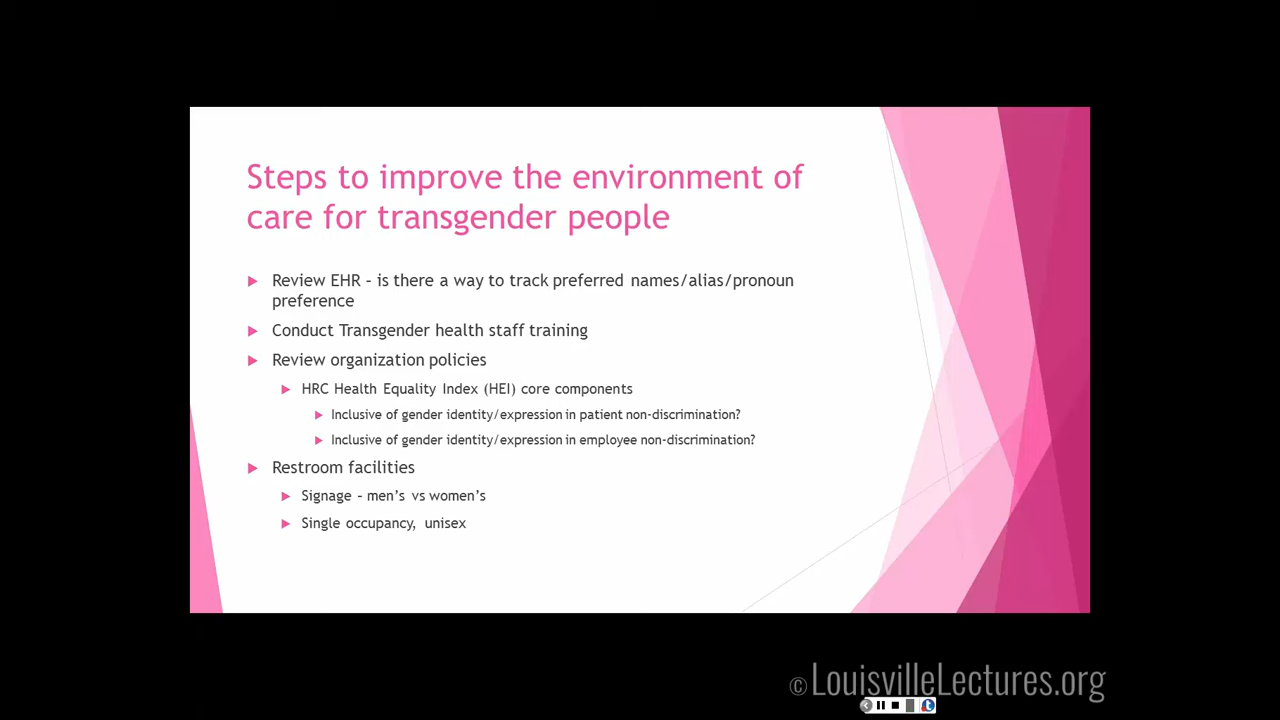 Steps to improve the environment of
care for transgender people
Review EHR – is there a way to track preferred names/alias/pronoun
preference
Conduct Transgender health staff training
Review organization policies
HRC Health Equality Index (HEI) core components
Inclusive of gender identity/expression in patient non-discrimination?
Inclusive of gender identity/expression in employee non-discrimination?
Restroom facilities
Signage – men’s vs women’s
Single occupancy, unisex
© LouisvilleLectures.org